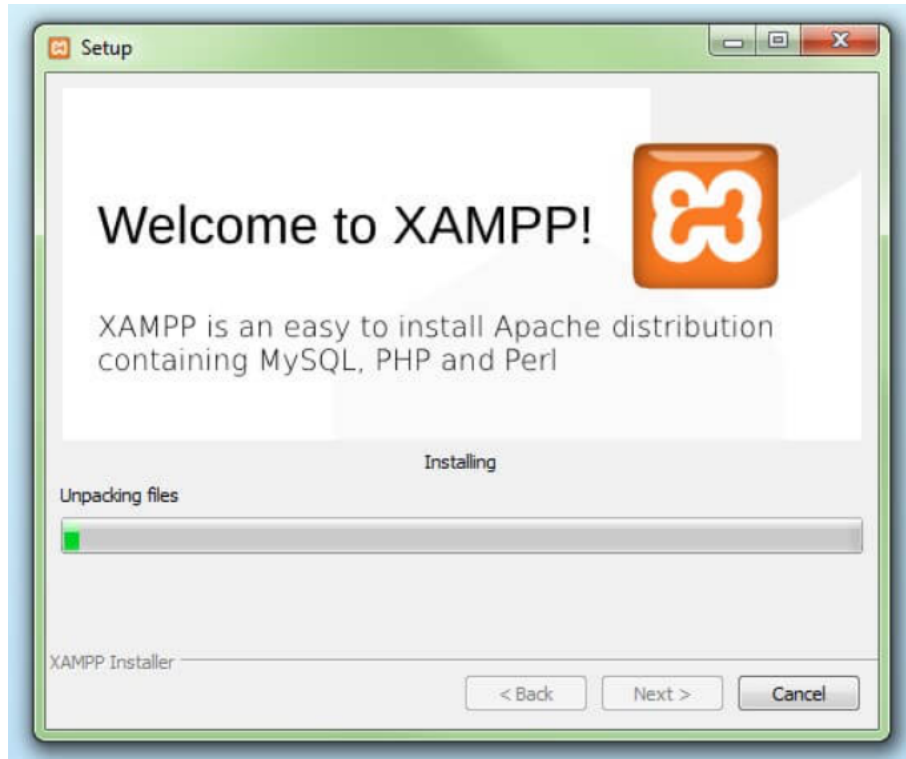 Setup
Welcome to XAMPP!
XAMPP is an easy to install Apache distribution
containing MySQL, PHP and Perl
Installing
Unpacking files
XAMPP Installer
< Back
Next >
Cancel